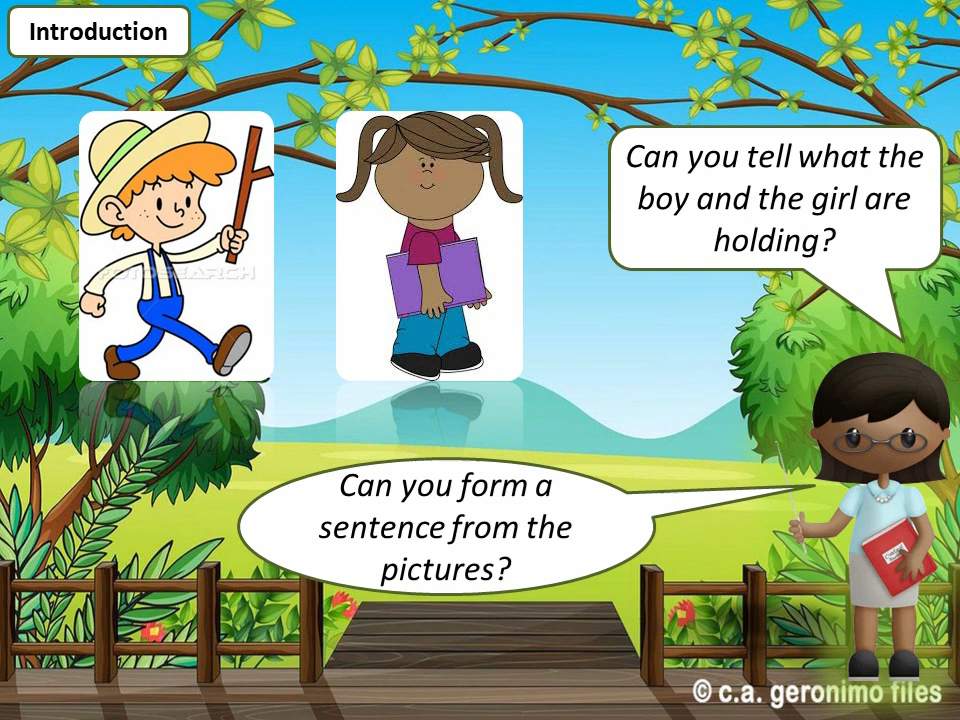 Introduction
Can you tell what the
boy and the girl are
holding?
FOTOSEARCH
Can you form a
sentence from the
pictures?
© c.a. geronimo files